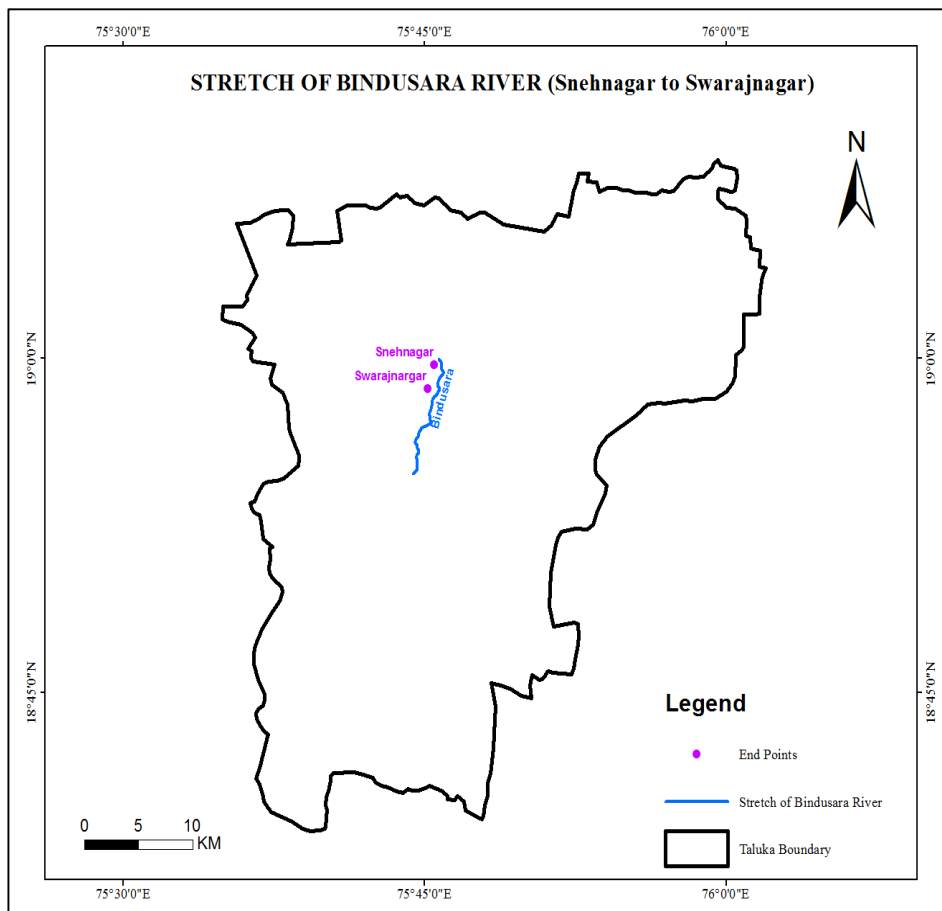 75°30'0"E 75°45'0"E 76°0'0"E
STRETCH OF BINDUSARA RIVER (Snehnagar to Swarajnagar)
N
19°0'0"N 19°0'0"N
Snehnagar
Swarajnargar
Bindusara
18°45'0"N 18°45'0"N
Legend
End Points
Stretch of Bindusara River
Taluka Boundary
0 5 10
KM
75°30'0"E 75°45'0"E 76°0'0"E